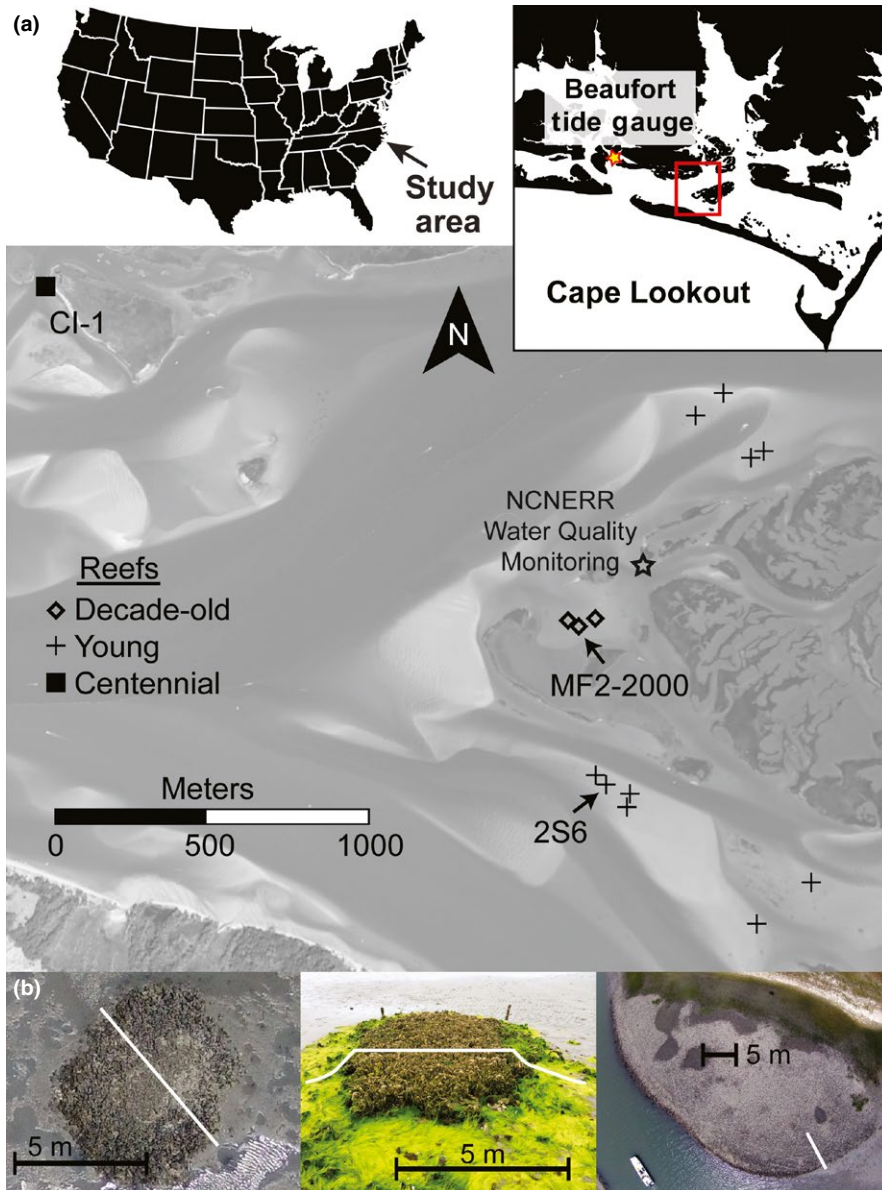 (a)
Study
area
Beaufort
tide gauge
Cape Lookout
CI-1
N
NCNERR
Water Quality
Monitoring
Reefs
Decade-old
Young
Centennial
MF2-2000
Meters
0 500 1000
2S6
(b)
5 m
5 m
5 m